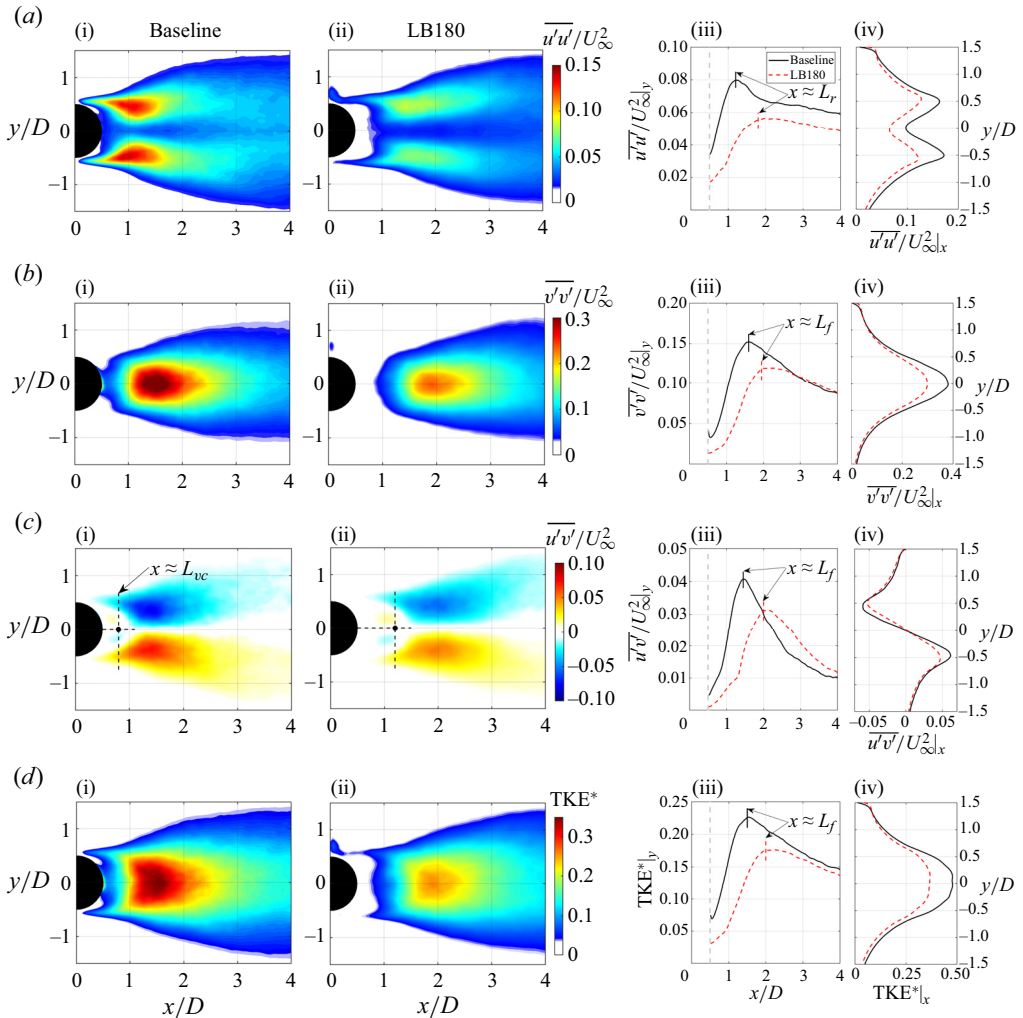 (a)
(i) Baseline
(ii) LB180
u′u′/U∞²
0.15
0.10
0.05
0
y/D
1
0
−1
0 1 2 3 4
0 1 2 3 4
(iii)
Baseline
LB180
x ≈ L_r
u′u′/U∞²|y
0.10
0.08
0.06
0.04
0.02
0 1 2 3 4
(iv)
1.5
1.0
0.5
0
−0.5
−1.0
−1.5
y/D
0.1 0.2
u′u′/U∞²|x
(b)
(i)
(ii)
v′v′/U∞²
0.3
0.2
0.1
0
y/D
1
0
−1
0 1 2 3 4
0 1 2 3 4
(iii)
x ≈ L_f
v′v′/U∞²|y
0.20
0.15
0.10
0.05
0 1 2 3 4
(iv)
1.5
1.0
0.5
0
−0.5
−1.0
−1.5
y/D
0 0.2 0.4
v′v′/U∞²|x
(c)
(i)
x ≈ L_vc
(ii)
u′v′/U∞²
0.10
0.05
0
−0.05
−0.10
y/D
1
0
−1
0 1 2 3 4
0 1 2 3 4
(iii)
x ≈ L_f
u′v′/U∞²|y
0.05
0.04
0.03
0.02
0.01
0 1 2 3 4
(iv)
1.5
1.0
0.5
0
−0.5
−1.0
−1.5
y/D
−0.05 0 0.05
u′v′/U∞²|x
(d)
(i)
(ii)
TKE*
0.3
0.2
0.1
0
y/D
1
0
−1
0 1 2 3 4
x/D
0 1 2 3 4
x/D
(iii)
x ≈ L_f
TKE*|y
0.25
0.20
0.15
0.10
0.05
0 1 2 3 4
x/D
(iv)
1.5
1.0
0.5
0
−0.5
−1.0
−1.5
y/D
0.25 0.50
TKE*|x